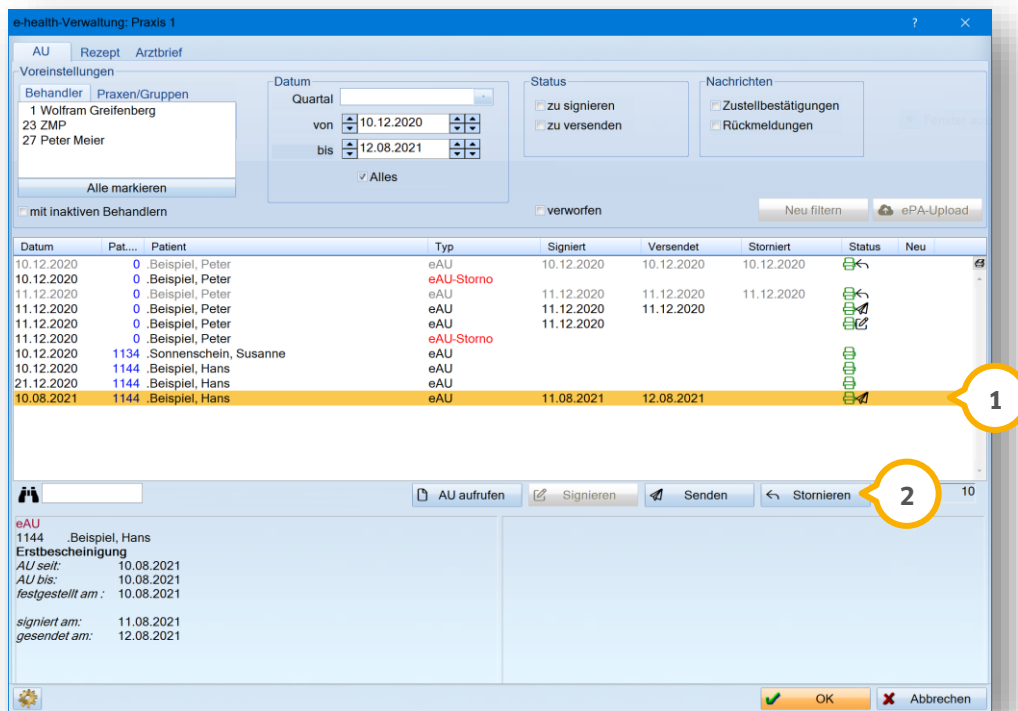 e-health-Verwaltung: Praxis 1 ?
AU Rezept Arztbrief
Voreinstellungen
Behandler Praxen/Gruppen
1 Wolfram Greifenberg
23 ZMP
27 Peter Meier
Alle markieren
mit inaktiven Behandlern
Datum
Quartal
von 10.12.2020
bis 12.08.2021
Alles
Status
zu signieren
zu versenden
verworfen
Nachrichten
Zustellbestätigungen
Rückmeldungen
Neu filtern ePA-Upload
Datum Pat.... Patient Typ Signiert Versendet Storniert Status Neu
10.12.2020 0 .Beispiel, Peter eAU 10.12.2020 10.12.2020 10.12.2020
10.12.2020 0 .Beispiel, Peter eAU-Storno
11.12.2020 0 .Beispiel, Peter eAU 11.12.2020 11.12.2020 11.12.2020
11.12.2020 0 .Beispiel, Peter eAU 11.12.2020 11.12.2020
11.12.2020 0 .Beispiel, Peter eAU 11.12.2020
11.12.2020 0 .Beispiel, Peter eAU-Storno
10.12.2020 1134 .Sonnenschein, Susanne eAU
10.12.2020 1144 .Beispiel, Hans eAU
21.12.2020 1144 .Beispiel, Hans eAU
10.08.2021 1144 .Beispiel, Hans eAU 11.08.2021 12.08.2021
1
AU aufrufen Signieren Senden Stornieren 2 10
eAU
1144 .Beispiel, Hans
Erstbescheinigung
AU seit: 10.08.2021
AU bis: 10.08.2021
festgestellt am : 10.08.2021
signiert am: 11.08.2021
gesendet am: 12.08.2021
OK Abbrechen